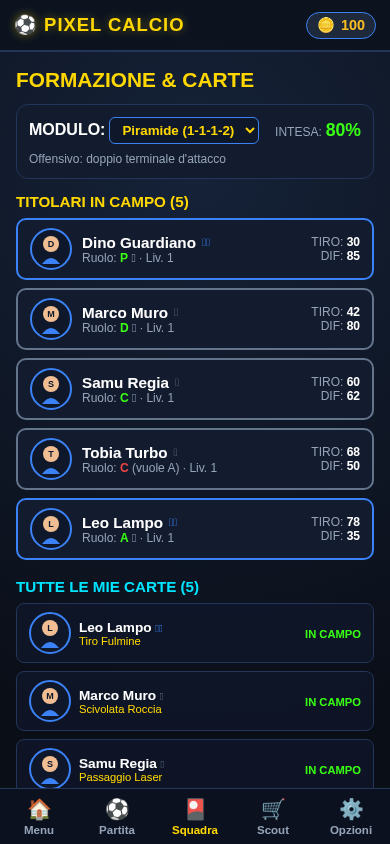 ⚽ PIXEL CALCIO
🪙 100
FORMAZIONE & CARTE
MODULO: Piramide (1-1-1-2)
INTESA: 80%
Offensivo: doppio terminale d'attacco
TITOLARI IN CAMPO (5)
D
Dino Guardiano
Ruolo: P · Liv. 1
TIRO: 30
DIF: 85
M
Marco Muro
Ruolo: D · Liv. 1
TIRO: 42
DIF: 80
S
Samu Regia
Ruolo: C · Liv. 1
TIRO: 60
DIF: 62
T
Tobia Turbo
Ruolo: C (vuole A) · Liv. 1
TIRO: 68
DIF: 50
L
Leo Lampo
Ruolo: A · Liv. 1
TIRO: 78
DIF: 35
TUTTE LE MIE CARTE (5)
L
Leo Lampo
Tiro Fulmine
IN CAMPO
M
Marco Muro
Scivolata Roccia
IN CAMPO
S
Samu Regia
Passaggio Laser
IN CAMPO
Menu
Partita
Squadra
Scout
Opzioni